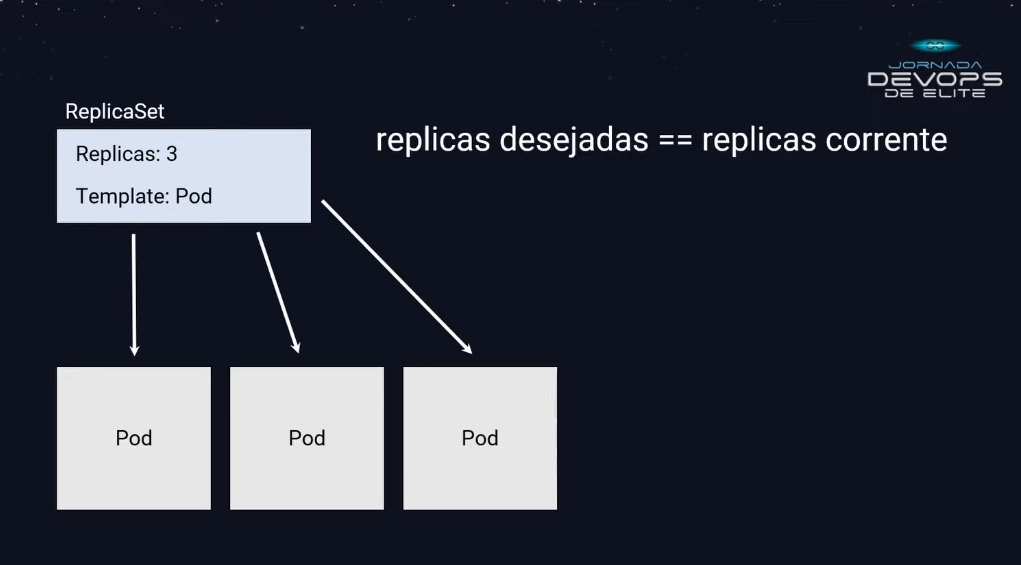 JORNADA
DEVOPS
DE ELITE
ReplicaSet
replicas desejadas == replicas corrente
Replicas: 3
Template: Pod
Pod
Pod
Pod